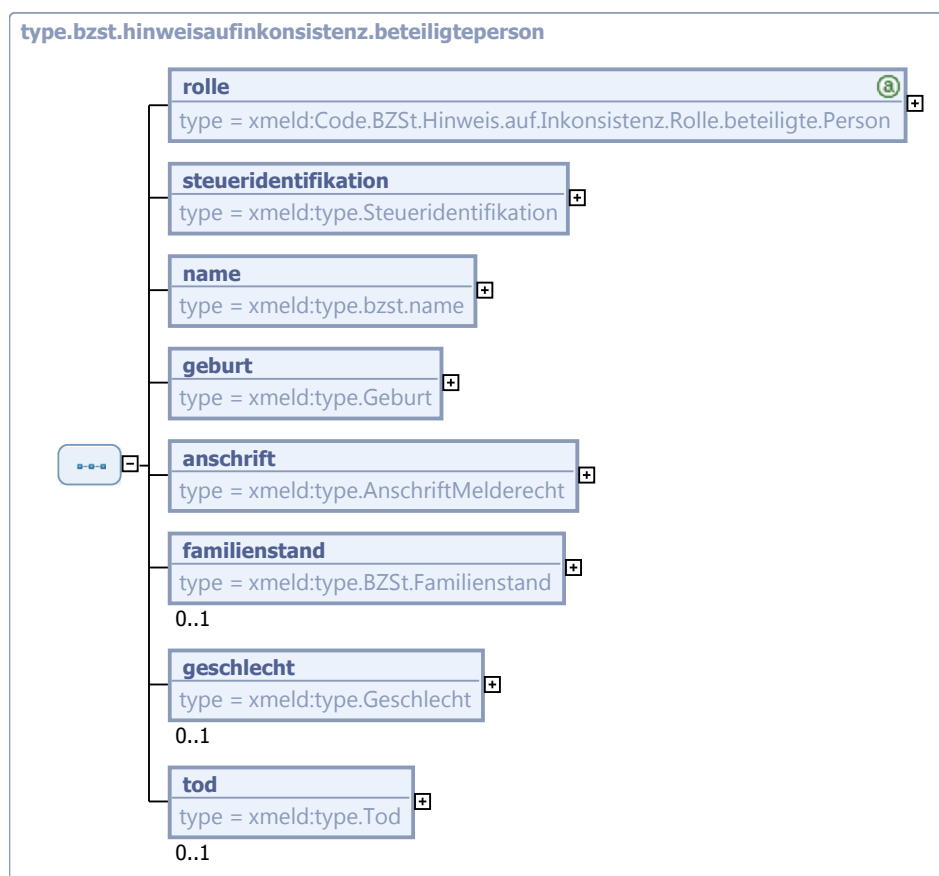 type.bzst.hinweisaufinkonsistenz.beteiligteperson
rolle
a
type = xmeld:Code.BZSt.Hinweis.auf.Inkonsistenz.Rolle.beteiligte.Person
steueridentifikation
type = xmeld:type.Steueridentifikation
name
type = xmeld:type.bzst.name
geburt
type = xmeld:type.Geburt
anschrift
type = xmeld:type.AnschriftMelderecht
familienstand
type = xmeld:type.BZSt.Familienstand
0..1
geschlecht
type = xmeld:type.Geschlecht
0..1
tod
type = xmeld:type.Tod
0..1